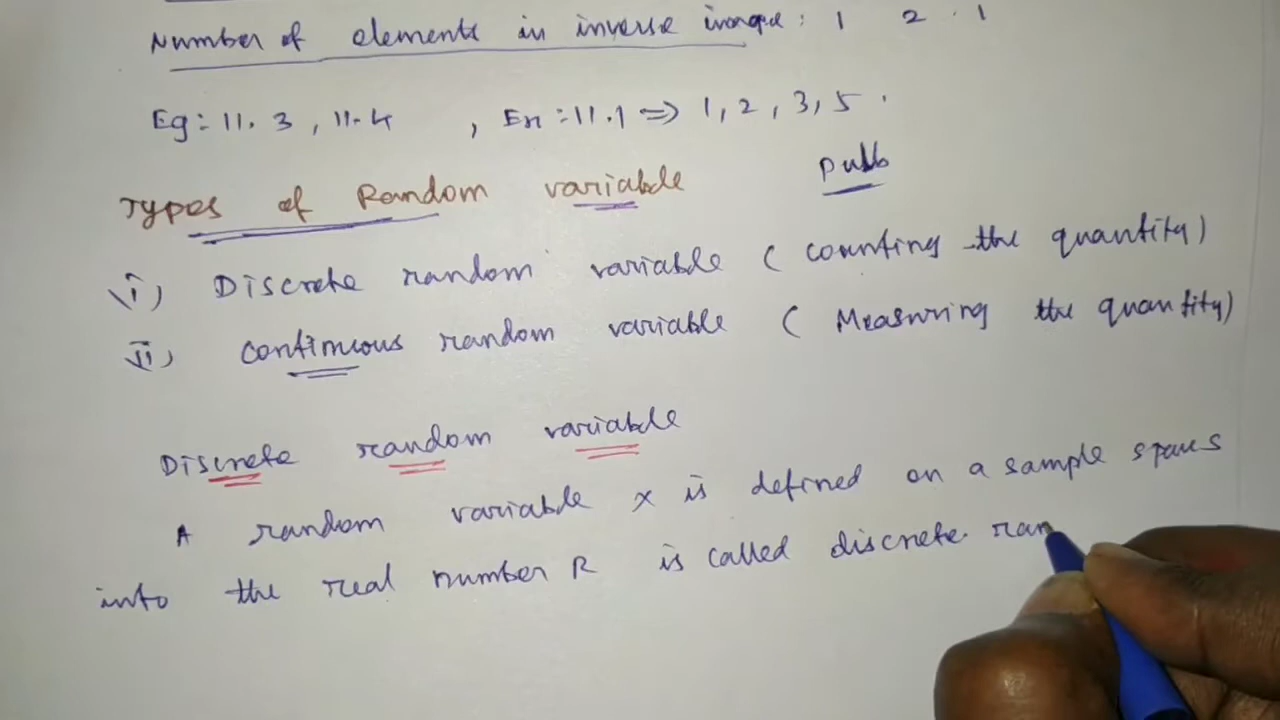 Number of elements in inverse image : 1 2 . 1
Eg:- 11.3 , 11.4 , Ex :- 11.1 => 1, 2, 3, 5 .
Types of Random variable
i) Discrete random variable ( counting the quantity)
ii) continuous random variable ( Measuring the quantity)
Discrete random variable
A random variable x is defined on a sample spaces
into the real number R is called discrete ran